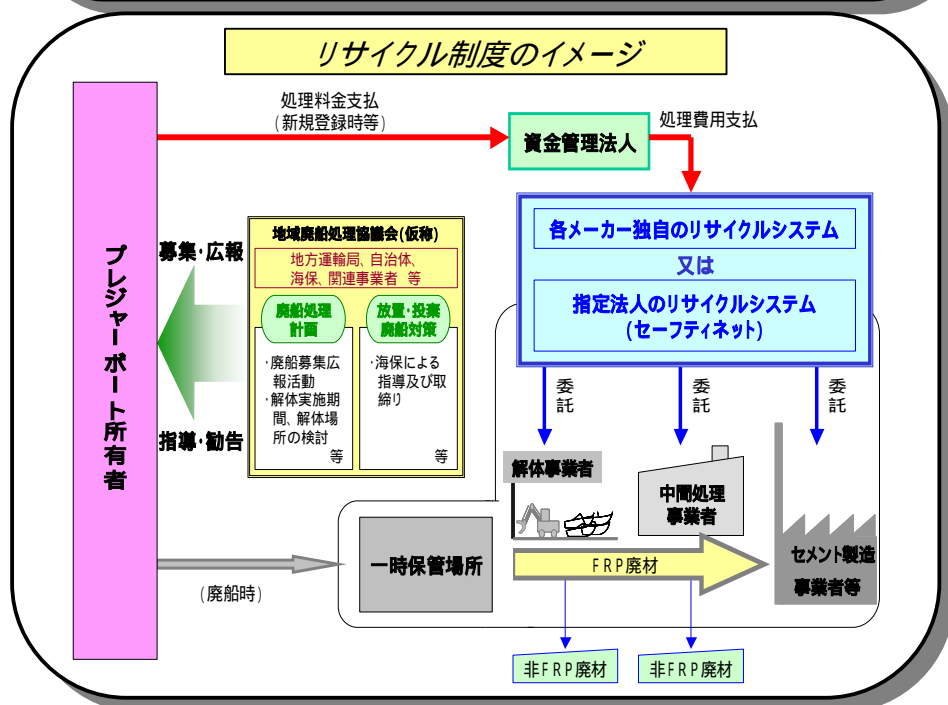 リサイクル制度のイメージ
処理料金支払
(新規登録時等)
資金管理法人
処理費用支払
プレジャーボート所有者
募集・広報
指導・勧告
地域廃船処理協議会(仮称)
地方運輸局、自治体、
海保、関連事業者 等
廃船処理
計画
・廃船募集広
報活動
・解体実施期
間、解体場
所の検討
等
放置・投棄
廃船対策
・海保による
指導及び取
締り
等
各メーカー独自のリサイクルシステム
又は
指定法人のリサイクルシステム
(セーフティネット)
委託
委託
委託
解体事業者
中間処理
事業者
セメント製造
事業者等
一時保管場所
FRP廃材
(廃船時)
非FRP廃材
非FRP廃材